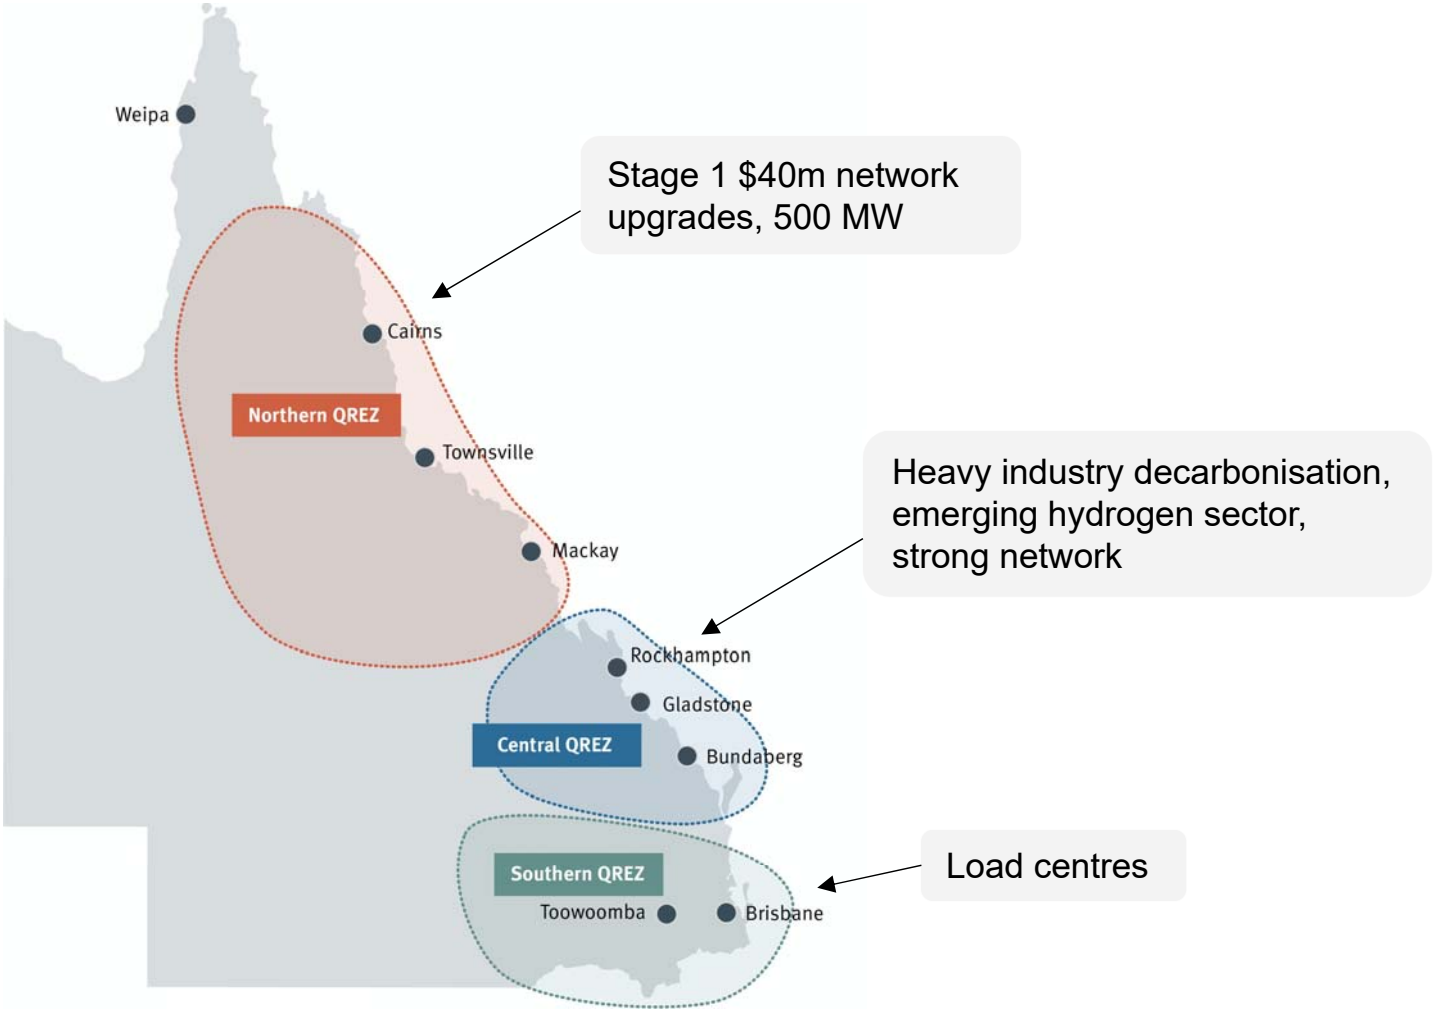 Weipa
Stage 1 $40m network
upgrades, 500 MW
Cairns
Northern QREZ
Townsville
Mackay
Heavy industry decarbonisation,
emerging hydrogen sector,
strong network
Rockhampton
Gladstone
Central QREZ
Bundaberg
Southern QREZ
Load centres
Toowoomba
Brisbane